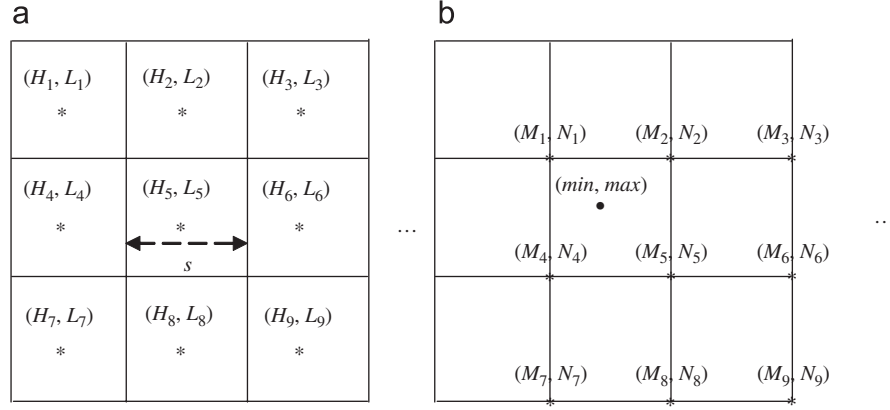 a
b
(H₁, L₁) (H₂, L₂) (H₃, L₃)
* * *
(M₁, N₁) (M₂, N₂) (M₃, N₃)
* * *
(H₄, L₄) (H₅, L₅) (H₆, L₆)
* * *
s
...
(min, max)
•
(M₄, N₄) (M₅, N₅) (M₆, N₆)
* * *
..
(H₇, L₇) (H₈, L₈) (H₉, L₉)
* * *
(M₇, N₇) (M₈, N₈) (M₉, N₉)
* * *